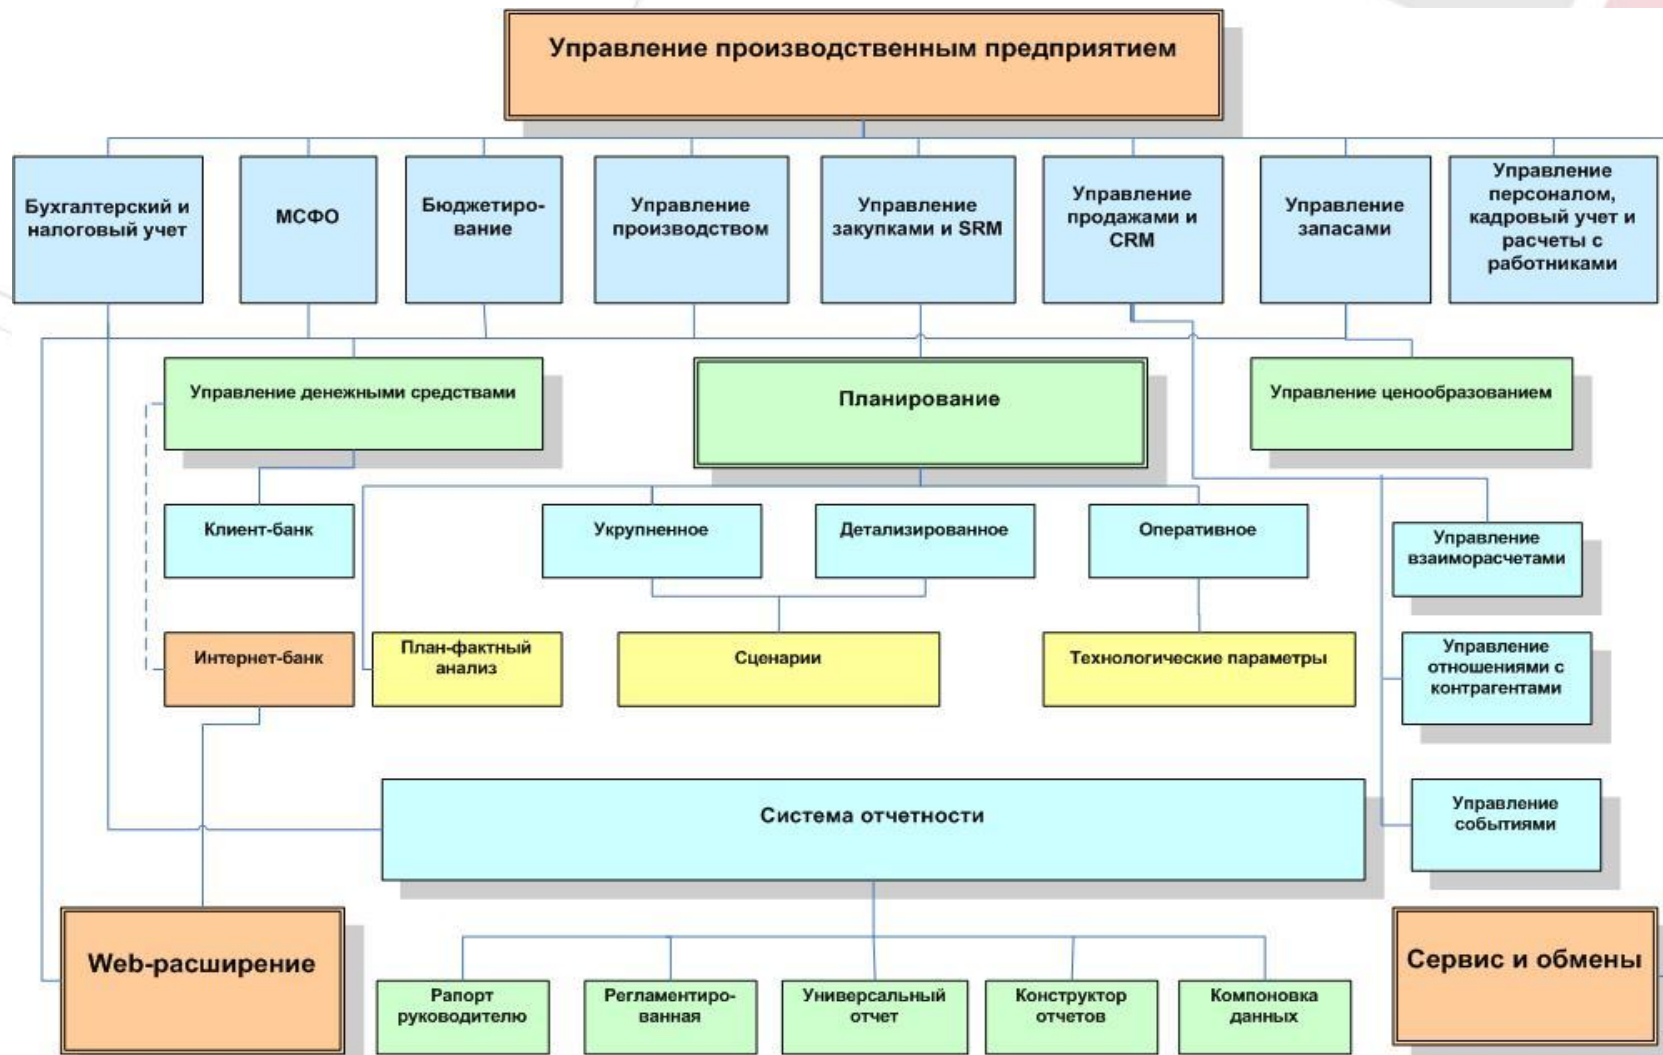 Управление производственным предприятием
Бухгалтерский и
налоговый учет
МСФО
Бюджетиро-
вание
Управление
производством
Управление
закупками и SRM
Управление
продажами и
CRM
Управление
запасами
Управление
персоналом,
кадровый учет и
расчеты с
работниками
Управление денежными средствами
Планирование
Управление ценообразованием
Клиент-банк
Укрупненное
Детализированное
Оперативное
Управление
взаиморасчетами
Интернет-банк
План-фактный
анализ
Сценарии
Технологические параметры
Управление
отношениями с
контрагентами
Система отчетности
Управление
событиями
Web-расширение
Сервис и обмены
Рапорт
руководителю
Регламентиро-
ванная
Универсальный
отчет
Конструктор
отчетов
Компоновка
данных